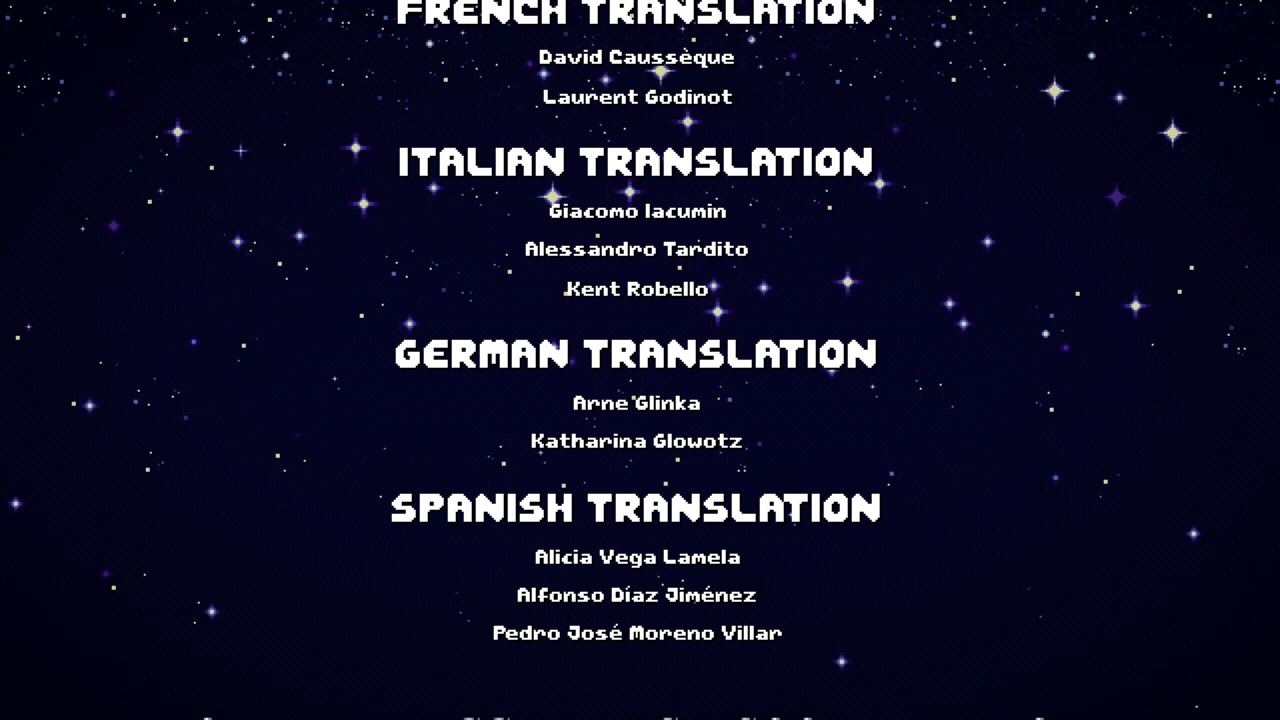 FRENCH TRANSLATION
David Caussèque
Laurent Godinot
ITALIAN TRANSLATION
Giacomo Iacumin
Alessandro Tardito
Kent Robello
GERMAN TRANSLATION
Arne Glinka
Katharina Glowotz
SPANISH TRANSLATION
Alicia Vega Lamela
Alfonso Díaz Jiménez
Pedro José Moreno Villar